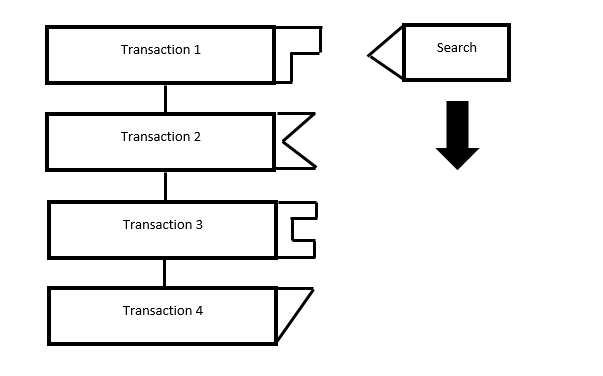 Transaction 1
Search
Transaction 2
Transaction 3
Transaction 4